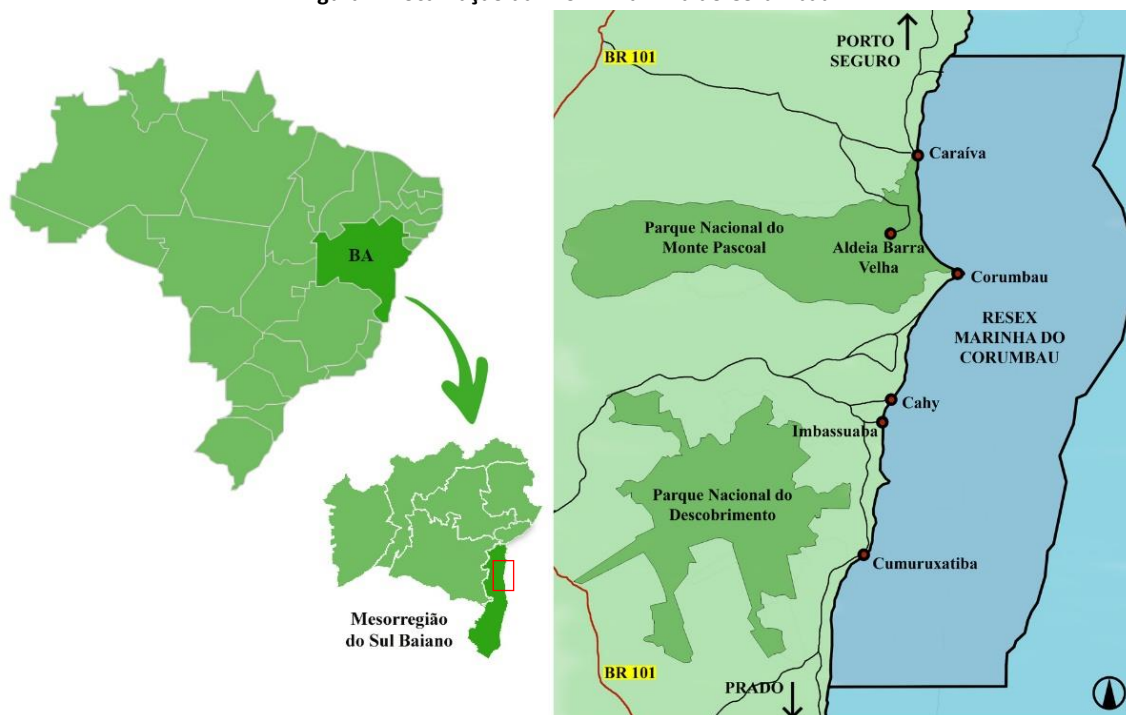 BA
Mesorregião
do Sul Baiano
PORTO
SEGURO
BR 101
Caraíva
Parque Nacional do
Monte Pascoal
Aldeia Barra
Velha
Corumbau
RESEX
MARINHA DO
CORUMBAU
Cahy
Imbassuaba
Parque Nacional do
Descobrimento
Cumuruxatiba
BR 101
PRADO